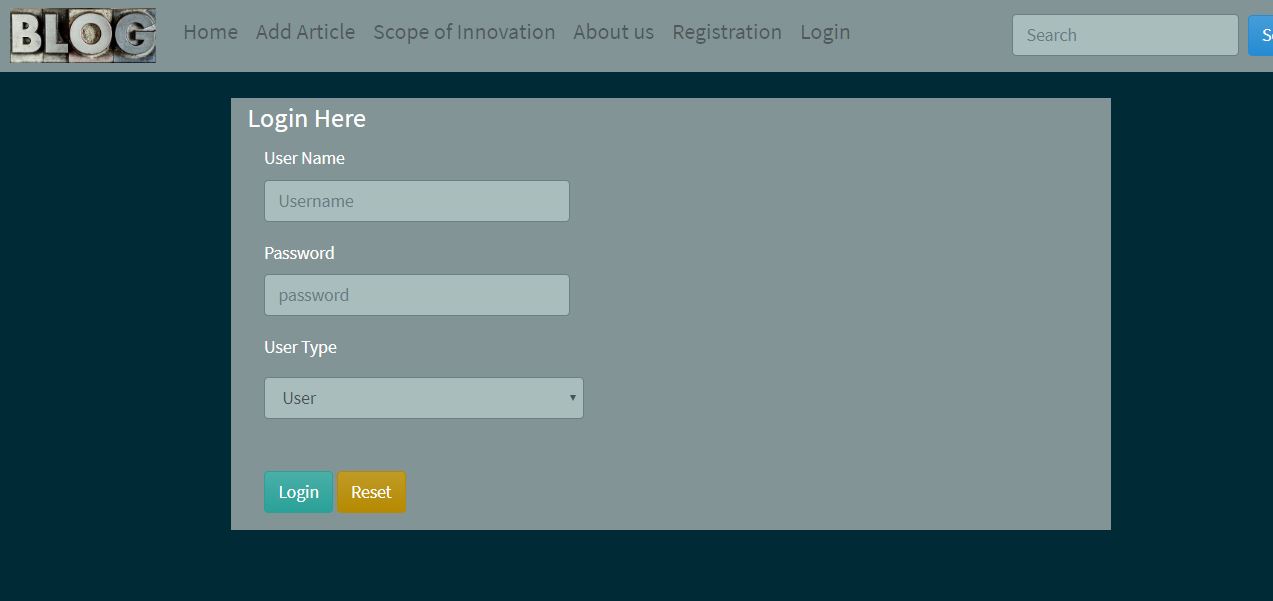 BLOG Home Add Article Scope of Innovation About us Registration Login Search
Login Here
User Name
Username
Password
password
User Type
User
Login Reset